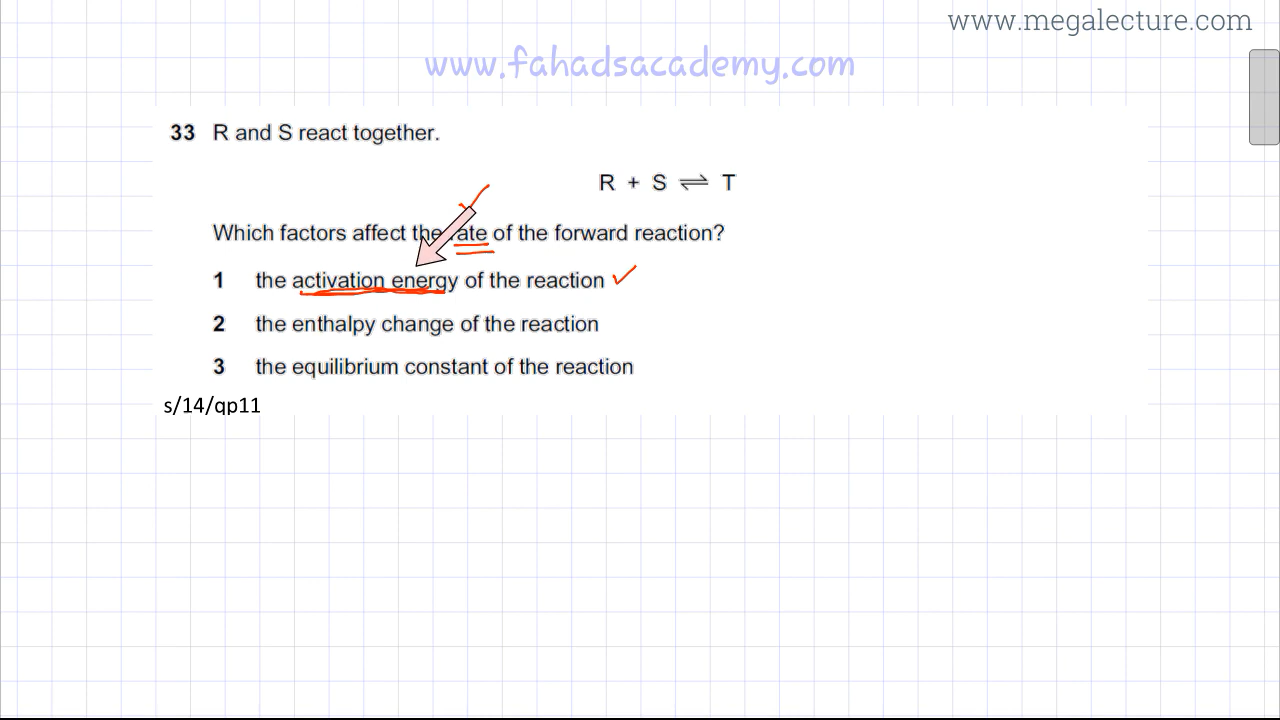 www.megalecture.com
www.fahadsacademy.com
33 R and S react together.
R + S ⇌ T
Which factors affect the rate of the forward reaction?
1 the activation energy of the reaction ✓
2 the enthalpy change of the reaction
3 the equilibrium constant of the reaction
s/14/qp11